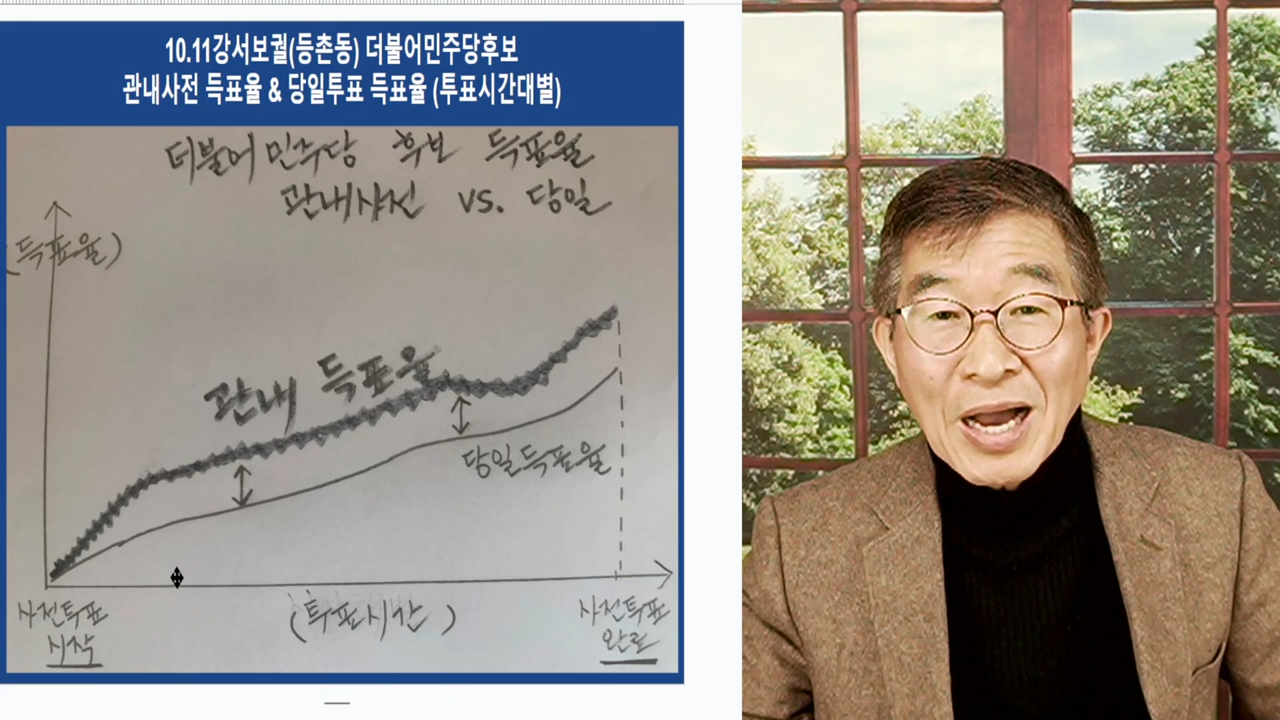 10.11강서보궐(등촌동) 더불어민주당후보
관내사전 득표율 & 당일투표 득표율 (투표시간대별)
더불어민주당 후보 득표율
관내사전 vs. 당일
(득표율)
관내 득표율
당일득표율
사전투표
시작
(투표시간)
사전투표
완료